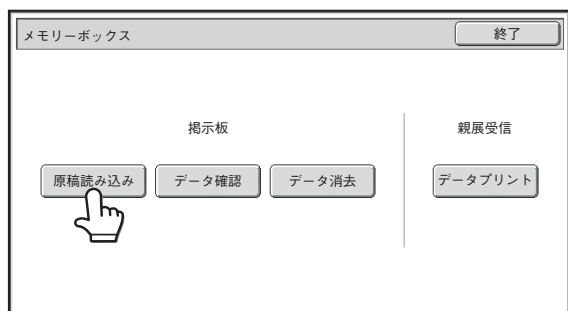 メモリーボックス 終了
掲示板 親展受信
原稿読み込み データ確認 データ消去 データプリント